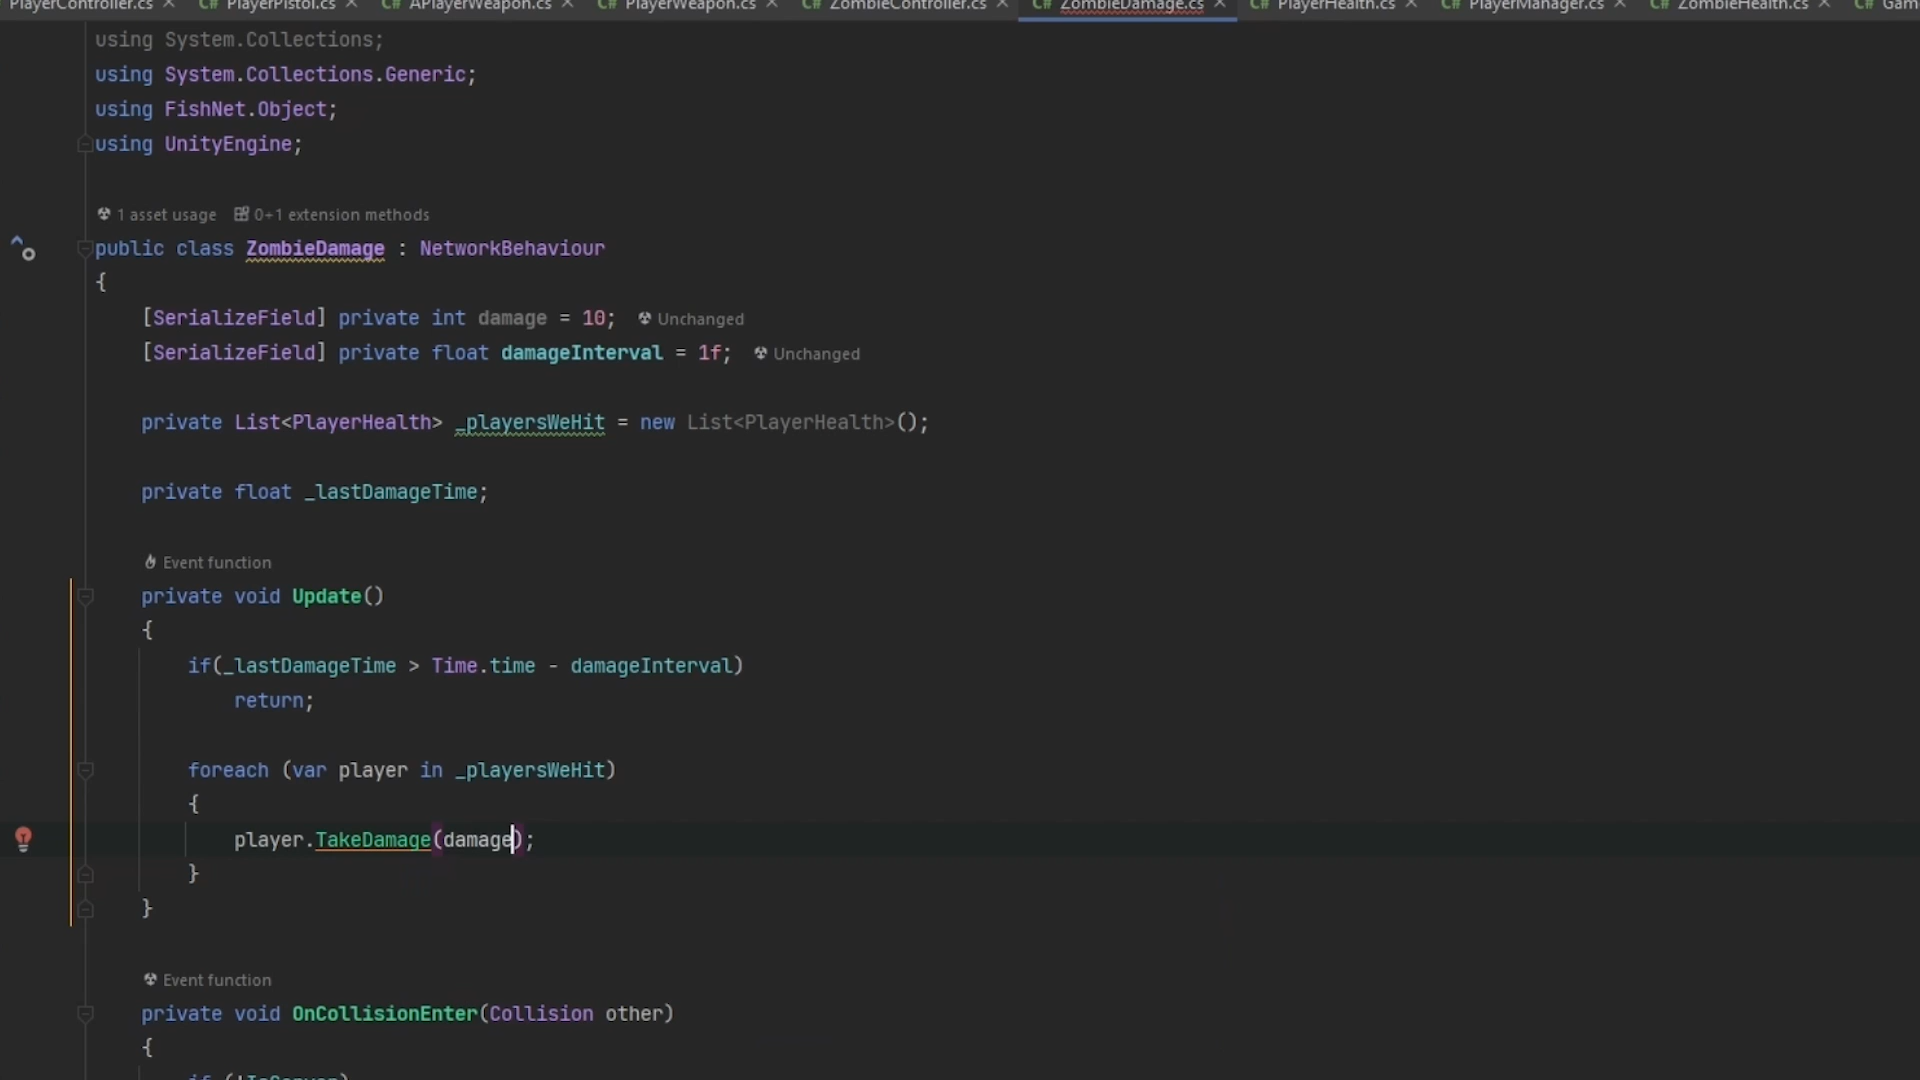 PlayerController.cs PlayerPistol.cs APlayerWeapon.cs PlayerWeapon.cs ZombieController.cs ZombieDamage.cs PlayerHealth.cs PlayerManager.cs ZombieHealth.cs
using System.Collections;
using System.Collections.Generic;
using FishNet.Object;
using UnityEngine;
1 asset usage 0+1 extension methods
public class ZombieDamage : NetworkBehaviour
{
[SerializeField] private int damage = 10; Unchanged
[SerializeField] private float damageInterval = 1f; Unchanged
private List<PlayerHealth> _playersWeHit = new List<PlayerHealth>();
private float _lastDamageTime;
Event function
private void Update()
{
if(_lastDamageTime > Time.time - damageInterval)
return;
foreach (var player in _playersWeHit)
{
player.TakeDamage(damage);
}
}
Event function
private void OnCollisionEnter(Collision other)
{